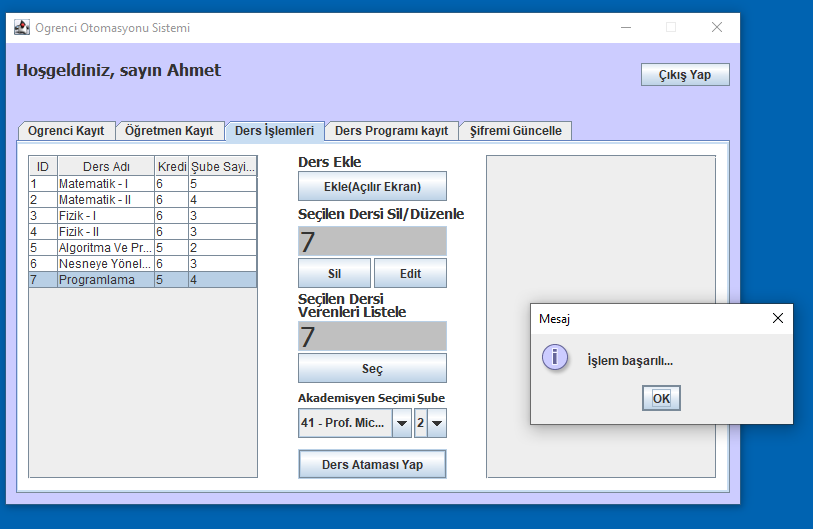 Ogrenci Otomasyonu Sistemi
Hoşgeldiniz, sayın Ahmet
Çıkış Yap
Ogrenci Kayıt Öğretmen Kayıt Ders İşlemleri Ders Programı kayıt Şifremi Güncelle
ID Ders Adı Kredi Şube Sayi...
1 Matematik - I 6 5
2 Matematik - II 6 4
3 Fizik - I 6 3
4 Fizik - II 6 3
5 Algoritma Ve Pr... 5 2
6 Nesneye Yönel... 6 3
7 Programlama 5 4
Ders Ekle
Ekle(Açılır Ekran)
Seçilen Dersi Sil/Düzenle
7
Sil Edit
Seçilen Dersi
Verenleri Listele
7
Seç
Akademisyen Seçimi Şube
41 - Prof. Mic... 2
Ders Ataması Yap
Mesaj
İşlem başarılı...
OK